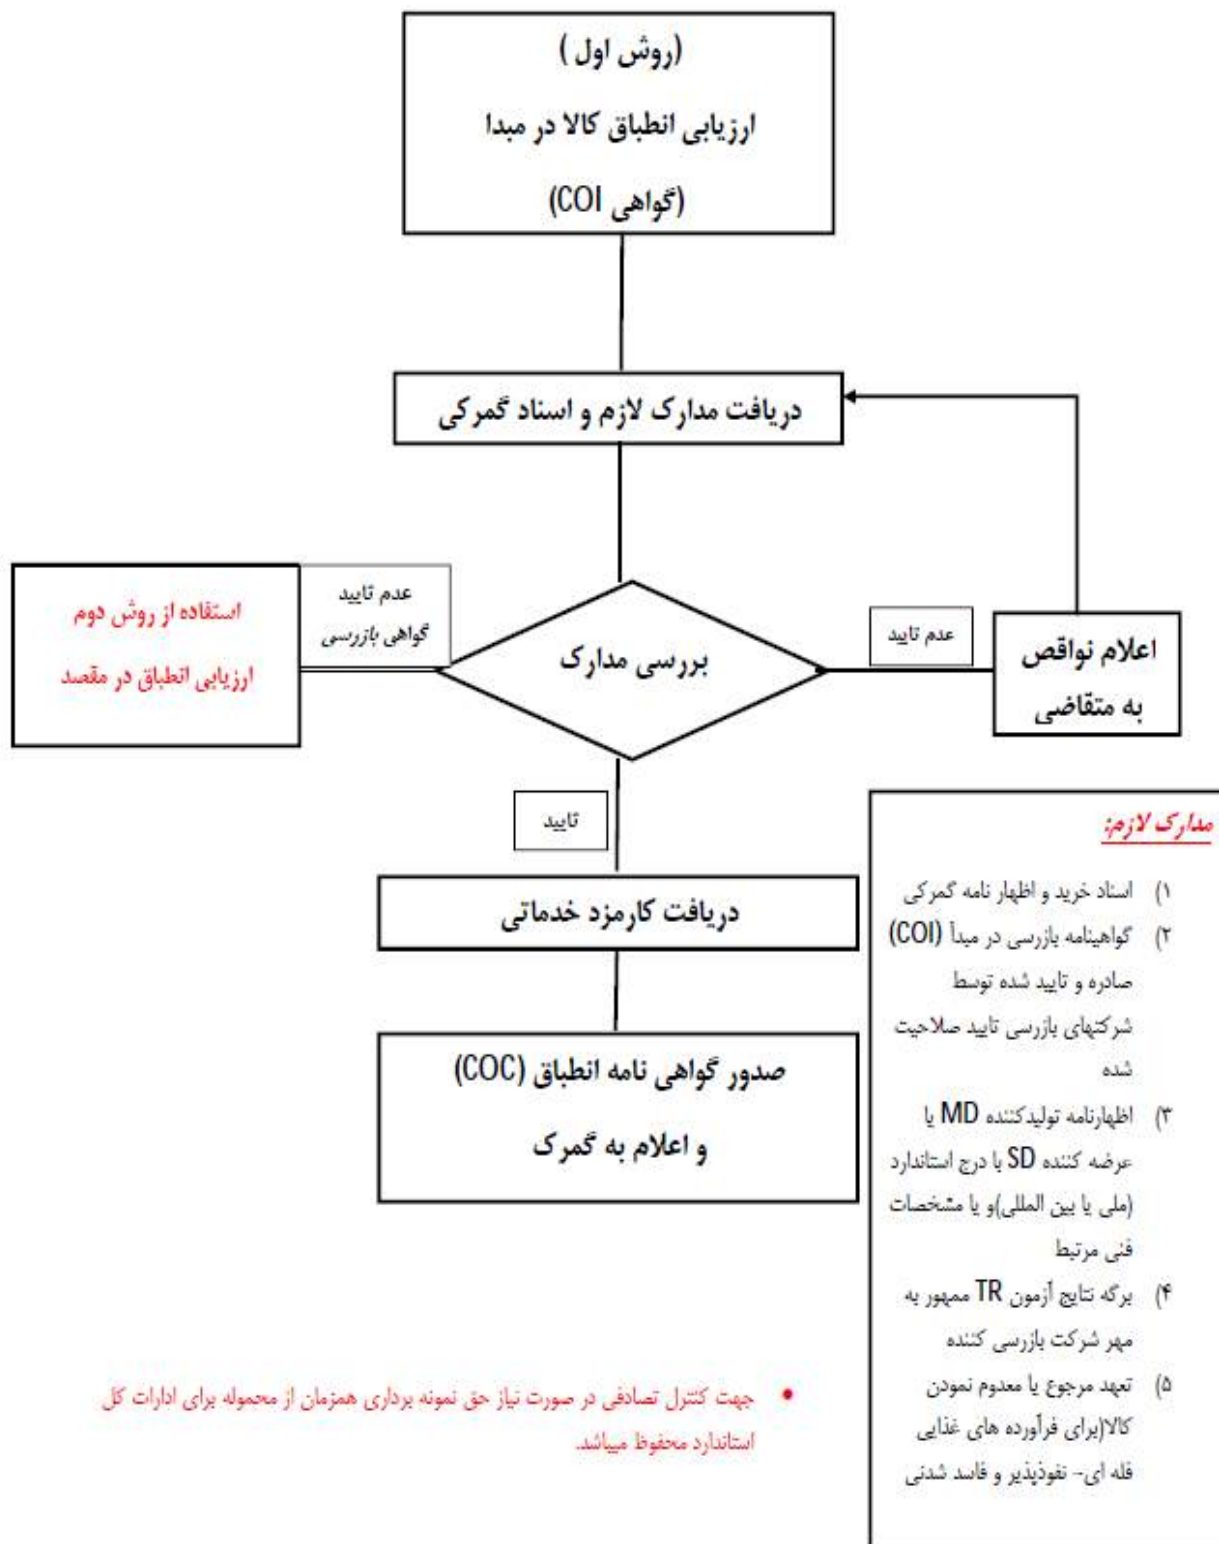 (روش اول )
ارزیابی انطباق کالا در مبدا
(گواهی COI)
دریافت مدارک لازم و اسناد گمرکی
استفاده از روش دوم
ارزیابی انطباق در مقصد
عدم تایید
گواهی بازرسی
بررسی مدارک
عدم تایید
اعلام نواقص
به متقاضی
تایید
دریافت کارمزد خدماتی
صدور گواهی نامه انطباق (COC)
و اعلام به گمرک
مدارک لازم:
۱) اسناد خرید و اظهار نامه گمرکی
۲) گواهینامه بازرسی در مبدأ (COI)
صادره و تایید شده توسط
شرکتهای بازرسی تایید صلاحیت
شده
۳) اظهارنامه تولیدکننده MD یا
عرضه کننده SD با درج استاندارد
(ملی یا بین المللی)و یا مشخصات
فنی مرتبط
۴) برگه نتایج آزمون TR ممهور به
مهر شرکت بازرسی کننده
۵) تعهد مرجوع یا معدوم نمودن
کالا(برای فرآورده های غذایی
فله ای- نفوذپذیر و فاسد شدنی
• جهت کنترل تصادفی در صورت نیاز حق نمونه برداری همزمان از محموله برای ادارات کل
استاندارد محفوظ میباشد.